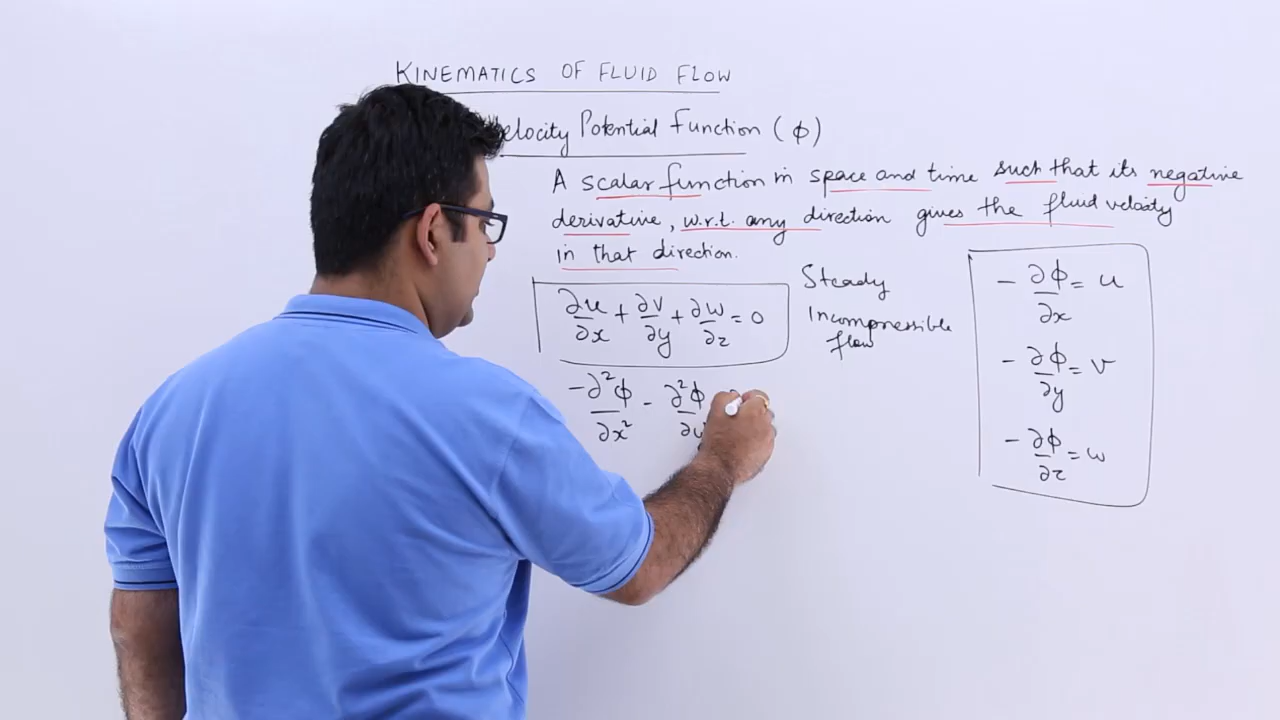 KINEMATICS OF FLUID FLOW
Potential Function (ϕ)
A scalar function in space and time such that its negative
derivative, w.r.t. any direction gives the fluid velocity
in that direction.
∂u/∂x + ∂v/∂y + ∂w/∂z = 0
Steady
Incompressible
flow
-∂²ϕ/∂x² - ∂²ϕ/∂y²
-∂ϕ/∂x = u
-∂ϕ/∂y = v
-∂ϕ/∂z = w